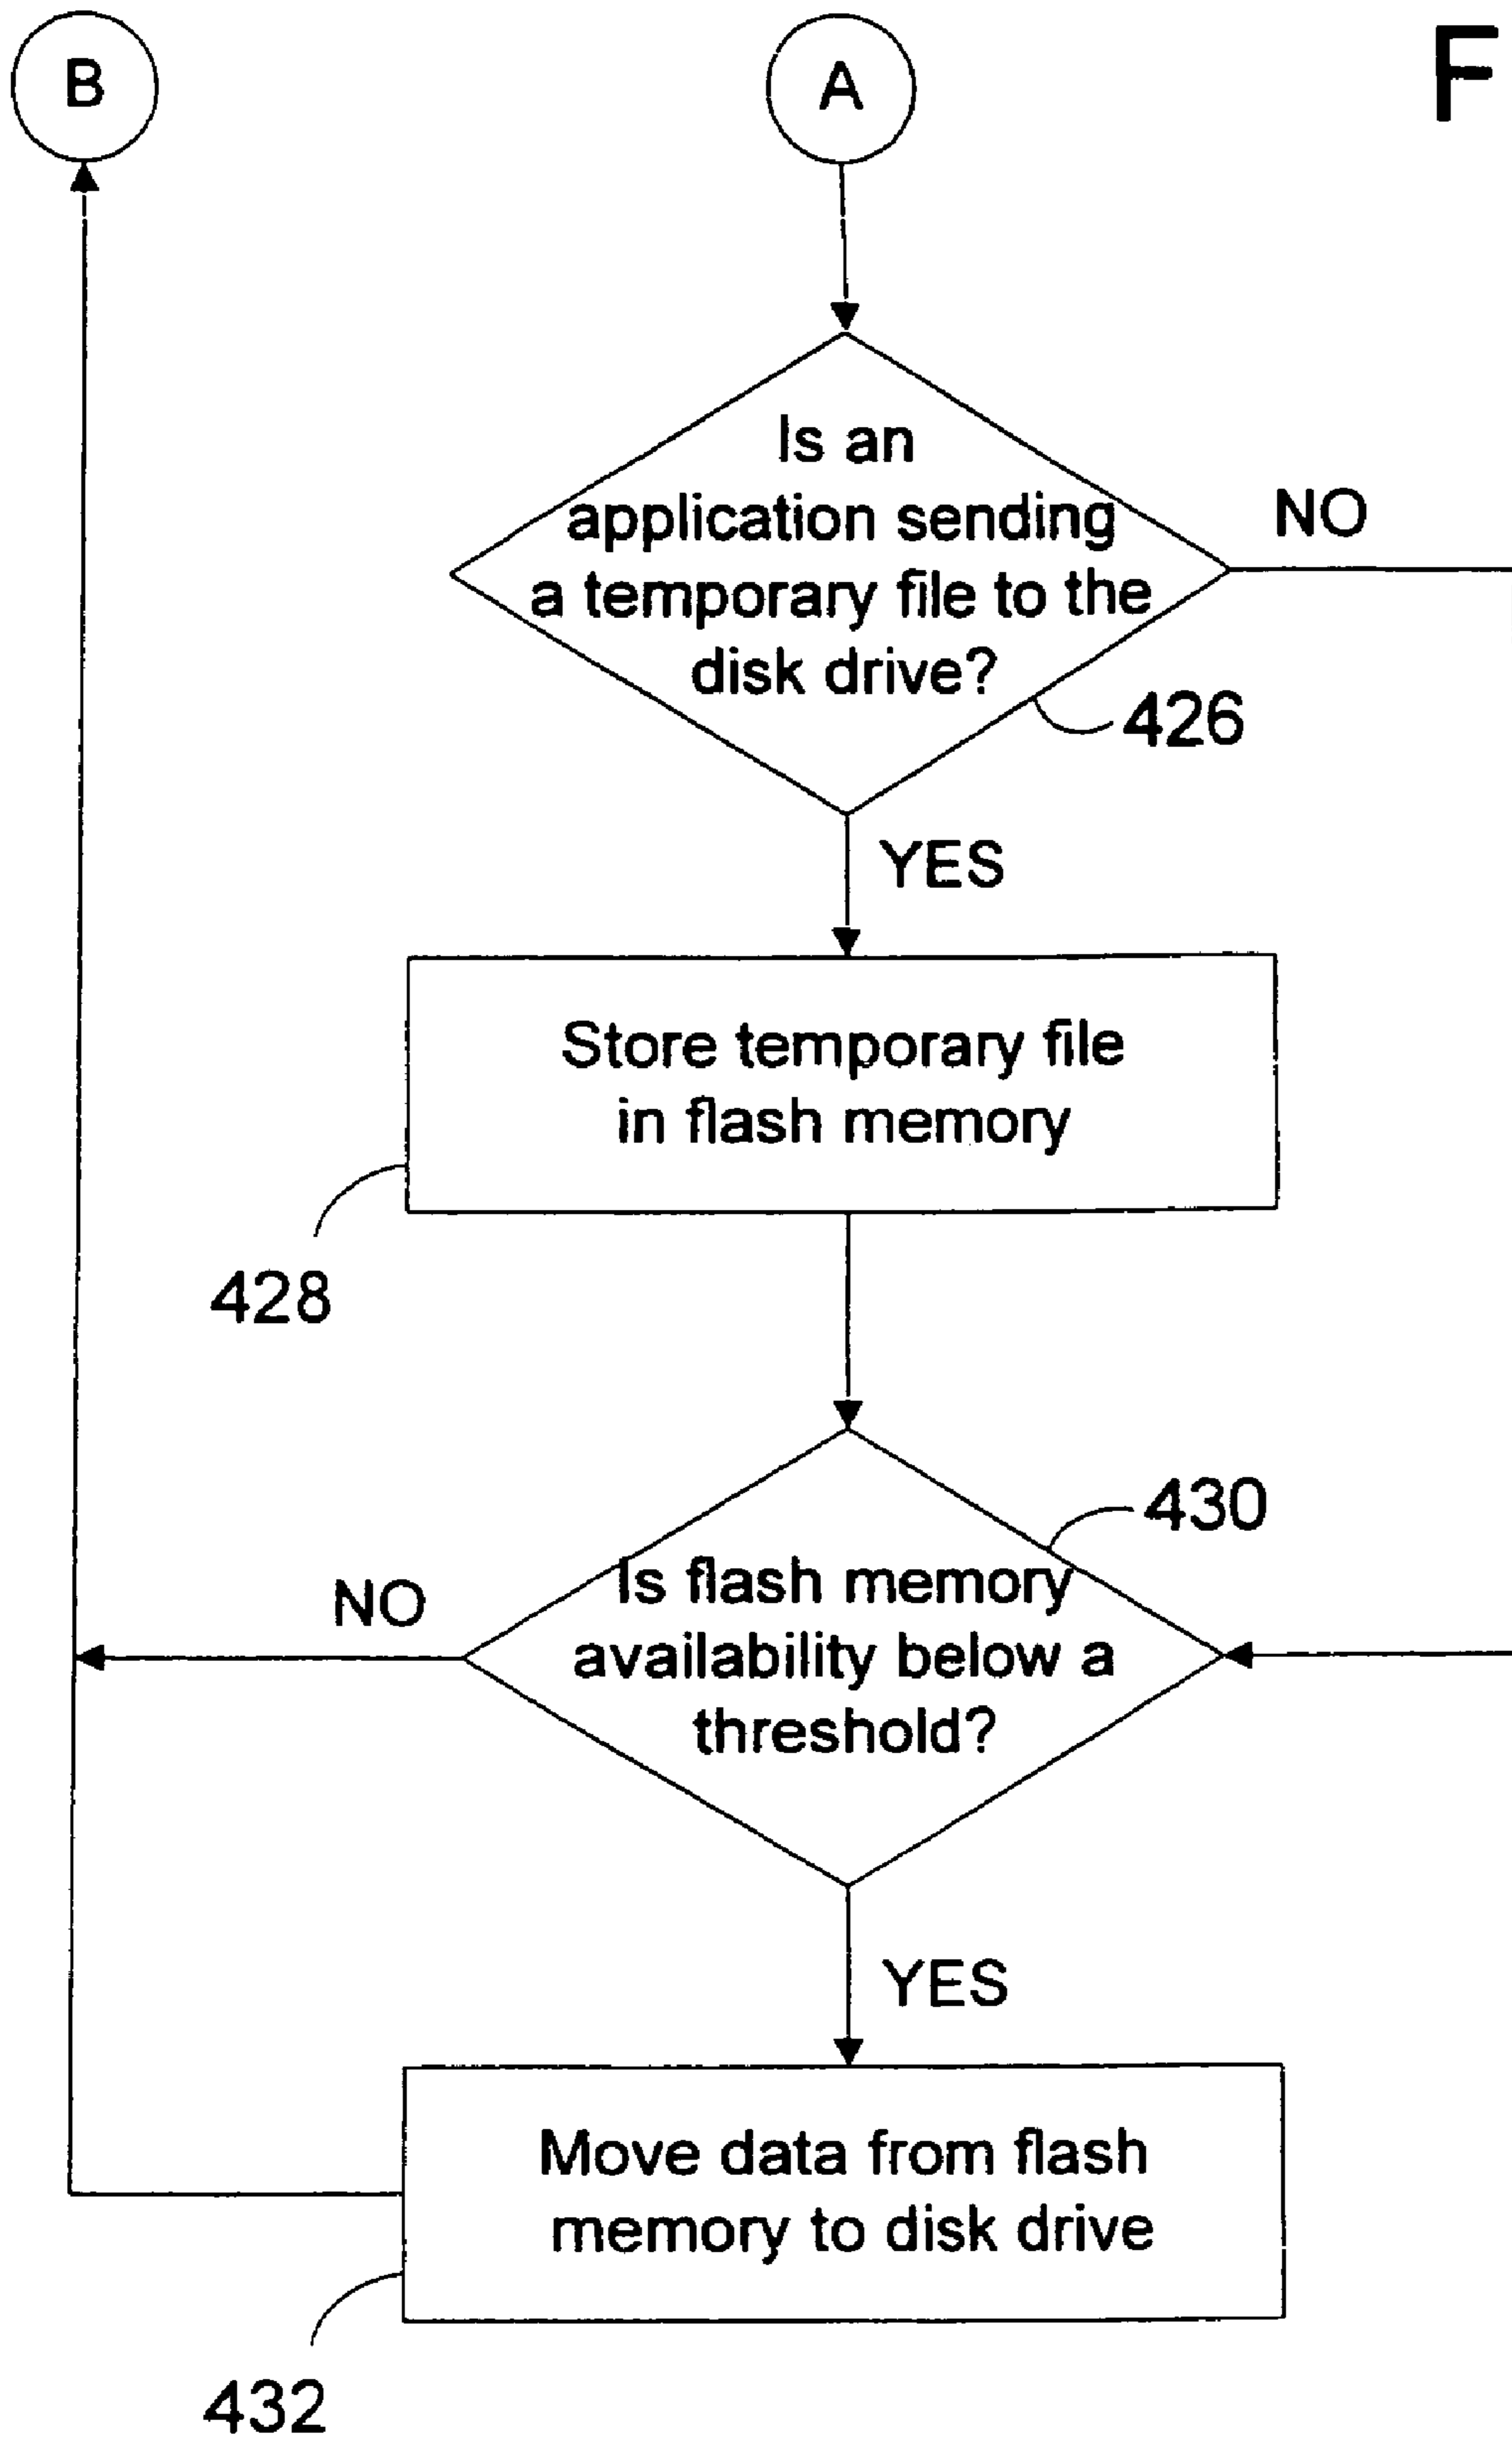 B
A
F
Is an
application sending
a temporary file to the
disk drive?
NO
426
YES
Store temporary file
in flash memory
428
430
Is flash memory
availability below a
threshold?
NO
YES
Move data from flash
memory to disk drive
432